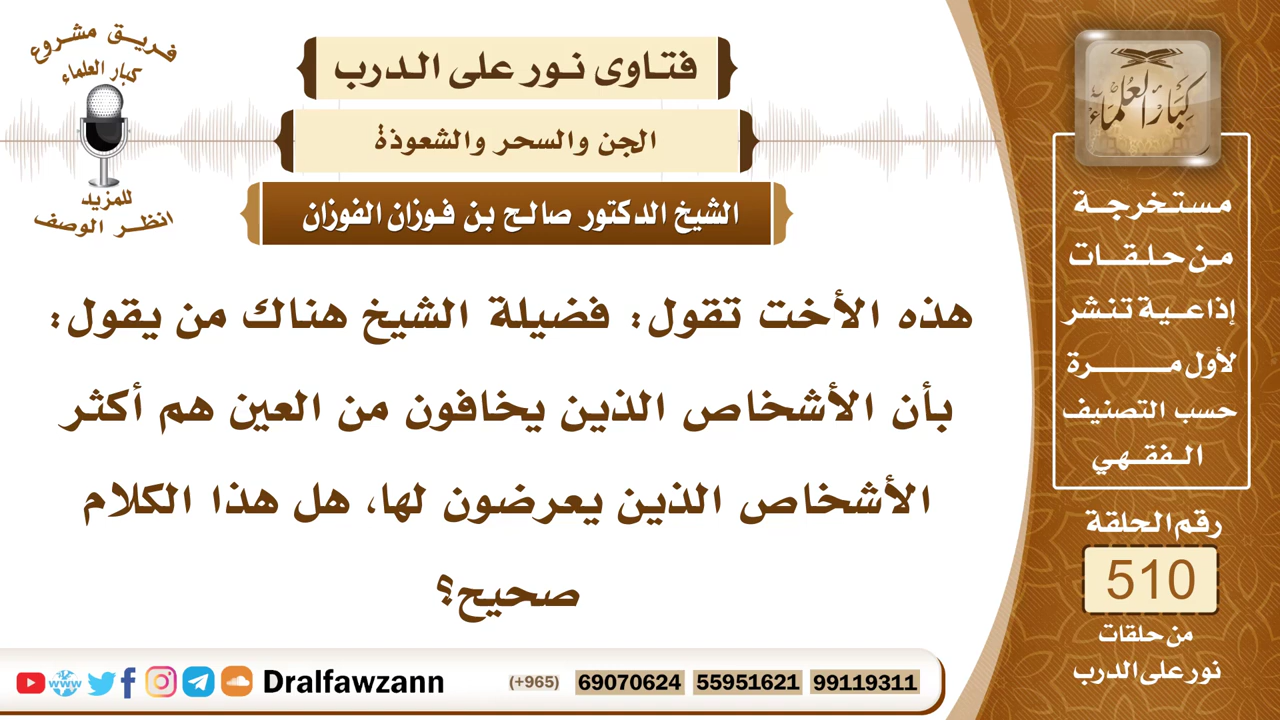 فتاوى نور على الدرب
الجن والسحر والشعوذة
الشيخ الدكتور صالح بن فوزان الفوزان
هذه الأخت تقول: فضيلة الشيخ هناك من يقول:
بأن الأشخاص الذين يخافون من العين هم أكثر
الأشخاص الذين يعرضون لها، هل هذا الكلام
صحيح؟
فريق مشروع
كبار العلماء
للمزيد
انظر الوصف
كبار العلماء
مستخرجة
من حلقات
إذاعية تنشر
لأول مرة
حسب التصنيف
الفقهي
رقم الحلقة
510
من حلقات
نور على الدرب
www Dralfawzann (+965) 69070624 55951621 99119311